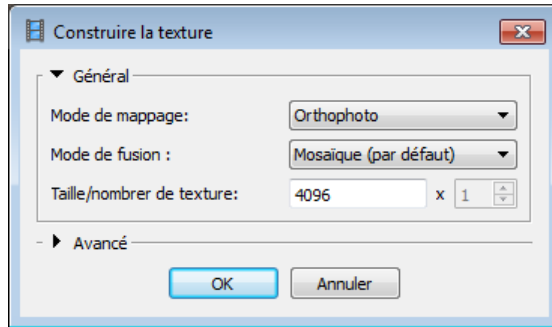 Construire la texture
Général
Mode de mappage: Orthophoto
Mode de fusion : Mosaïque (par défaut)
Taille/nombrer de texture: 4096 x 1
Avancé
OK Annuler